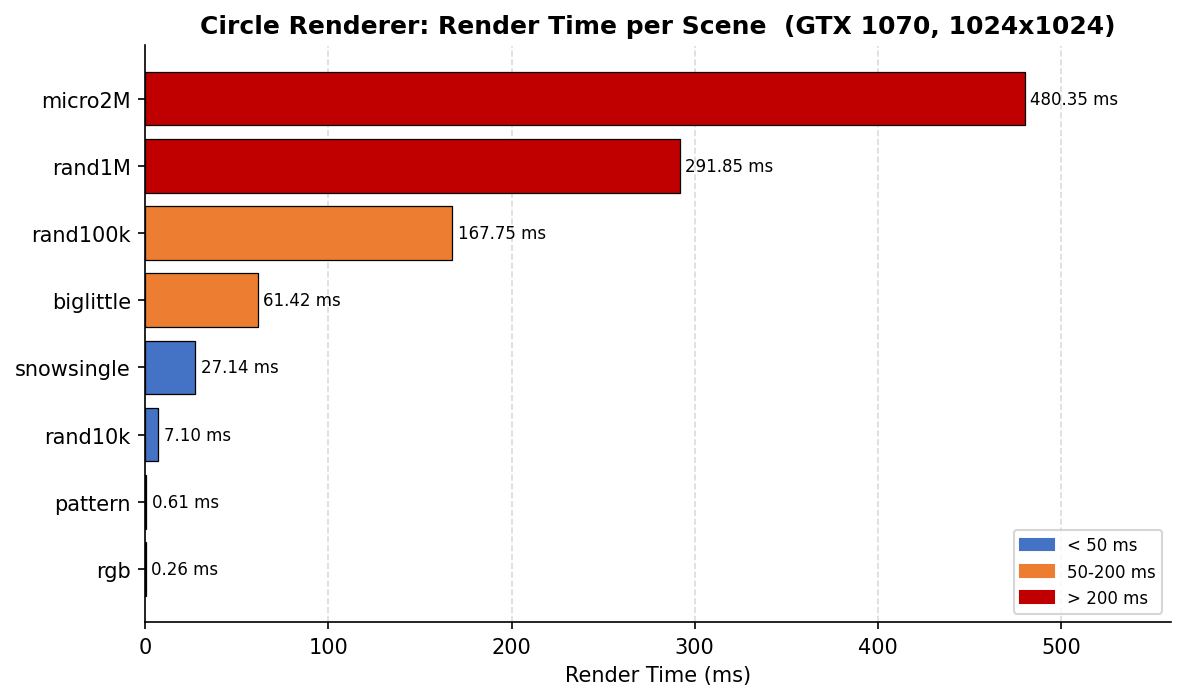 Circle Renderer: Render Time per Scene  (GTX 1070, 1024x1024)
micro2M
480.35 ms
rand1M
291.85 ms
rand100k
167.75 ms
biglittle
61.42 ms
snowsingle
27.14 ms
rand10k
7.10 ms
pattern
0.61 ms
rgb
0.26 ms
< 50 ms
50-200 ms
> 200 ms
0 100 200 300 400 500
Render Time (ms)